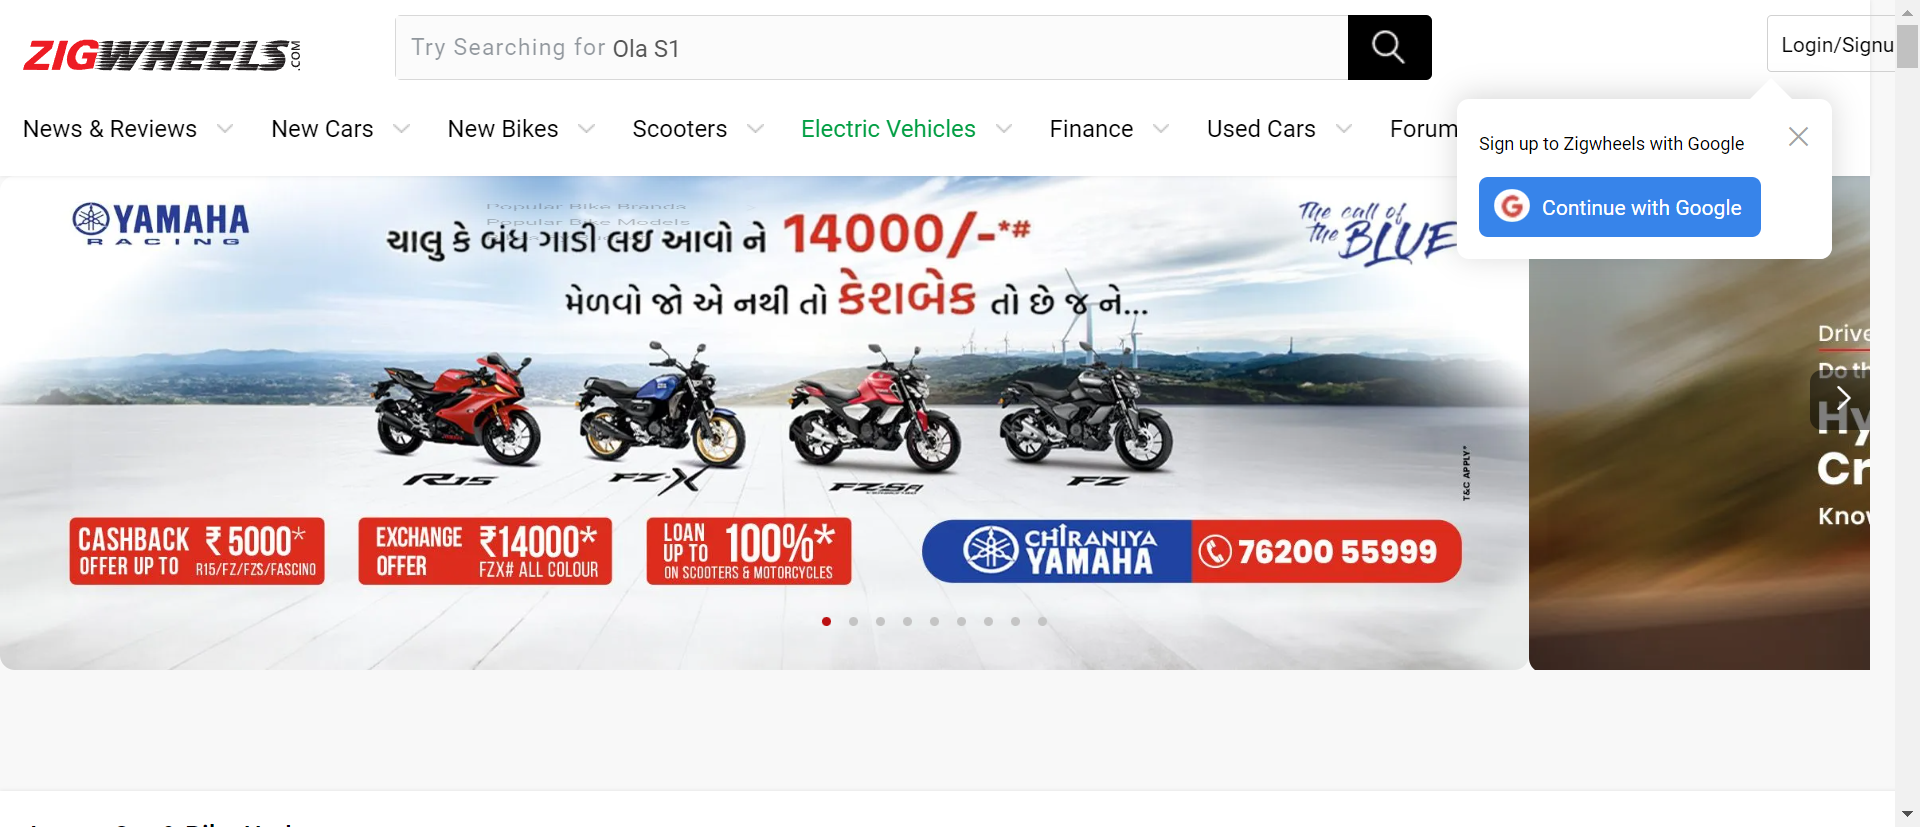 ZIGWHEELS.COM
Try Searching for Ola S1
Login/Signu
News & Reviews New Cars New Bikes Scooters Electric Vehicles Finance Used Cars Forum
Sign up to Zigwheels with Google
Continue with Google
YAMAHA
RACING
Popular Bike Brands
Popular Bike Models
ચાલુ કે બંધ ગાડી લઇ આવો ને 14000/-*#
The call of
the BLUE
મેળવો જો એ નથી તો કેશબેક તો છે જ ને...
Drive
Do th
Hy
Cr
Know
R15
FZ-X
FZ-S FI
FZ
T&C APPLY*
CASHBACK ₹ 5000*
OFFER UP TO R15/FZ/FZS/FASCINO
EXCHANGE ₹14000*
OFFER FZX# ALL COLOUR
LOAN
UP TO 100%*
ON SCOOTERS & MOTORCYCLES
CHIRANIYA
YAMAHA
76200 55999